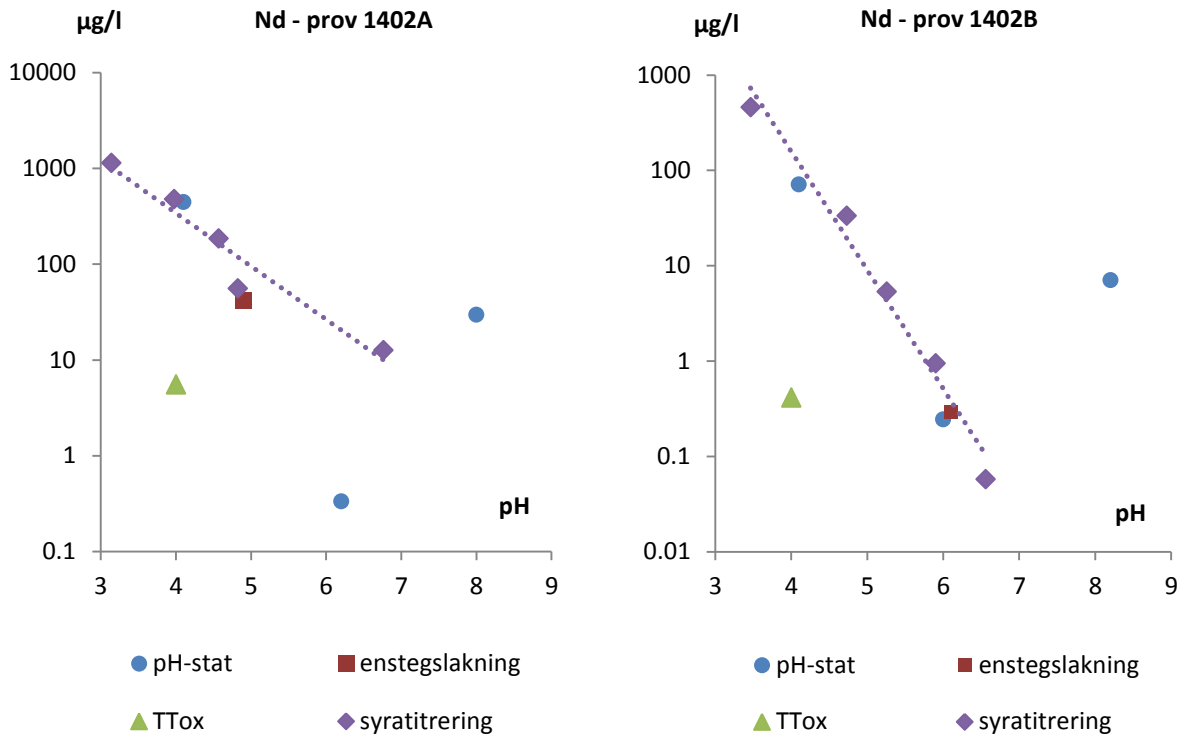 µg/l
Nd - prov 1402A
10000
1000
100
10
1
0.1
pH
3 4 5 6 7 8 9
pH-stat
enstegslakning
TTox
syratitrering
µg/l
Nd - prov 1402B
1000
100
10
1
0.1
0.01
pH
3 4 5 6 7 8 9
pH-stat
enstegslakning
TTox
syratitrering